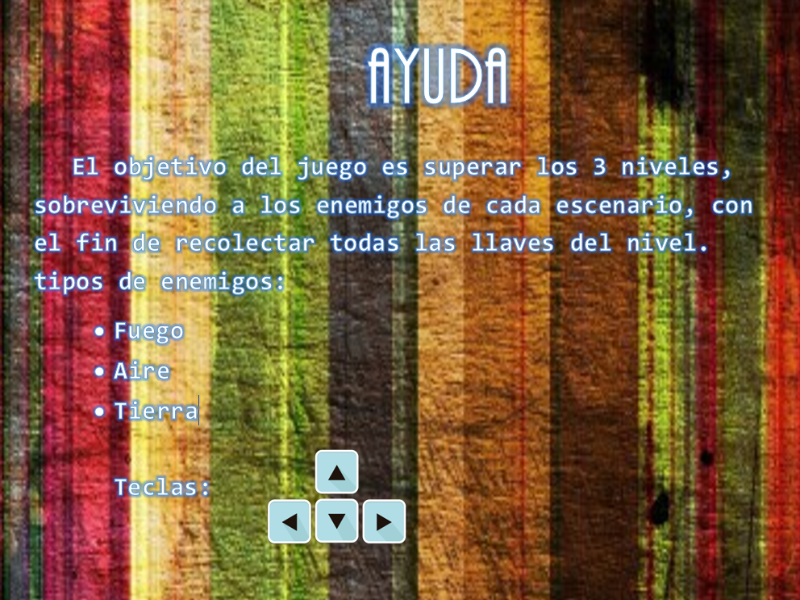 AYUDA
El objetivo del juego es superar los 3 niveles,
sobreviviendo a los enemigos de cada escenario, con
el fin de recolectar todas las llaves del nivel.
tipos de enemigos:
• Fuego
• Aire
• Tierra
Teclas: